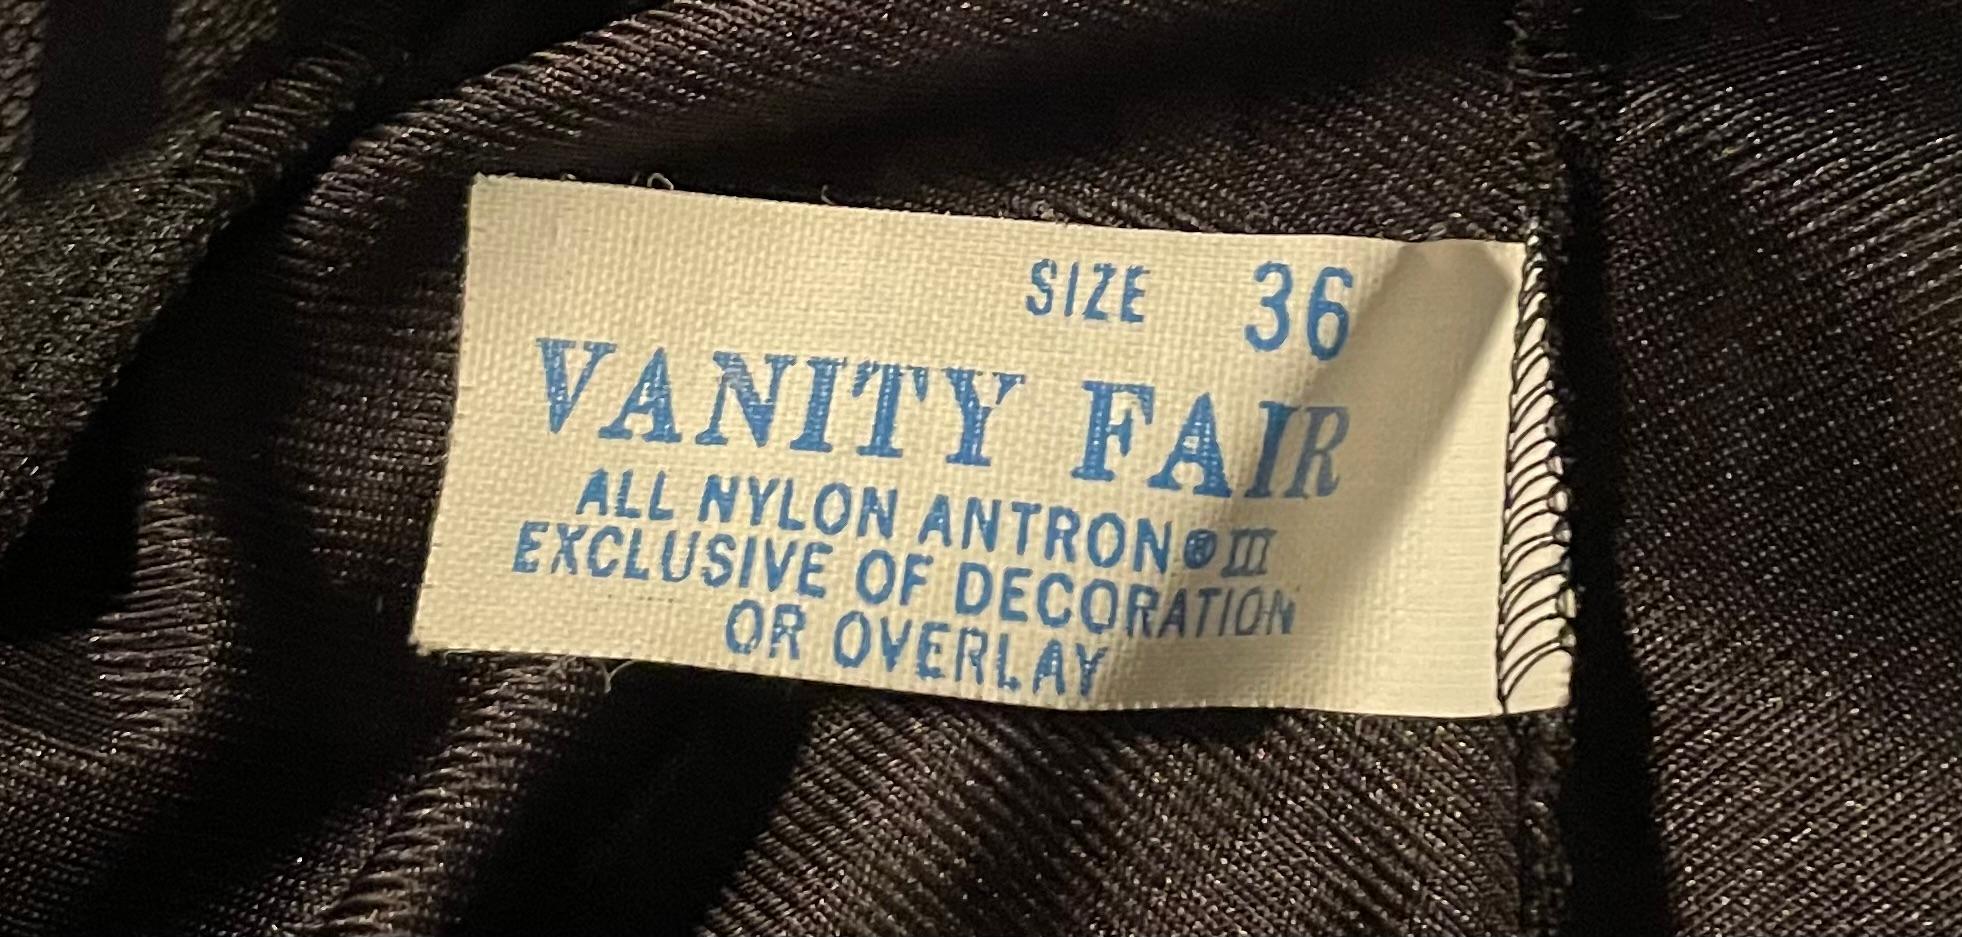 SIZE 36
VANITY FAIR
ALL NYLON ANTRON® III
EXCLUSIVE OF DECORATION
OR OVERLAY